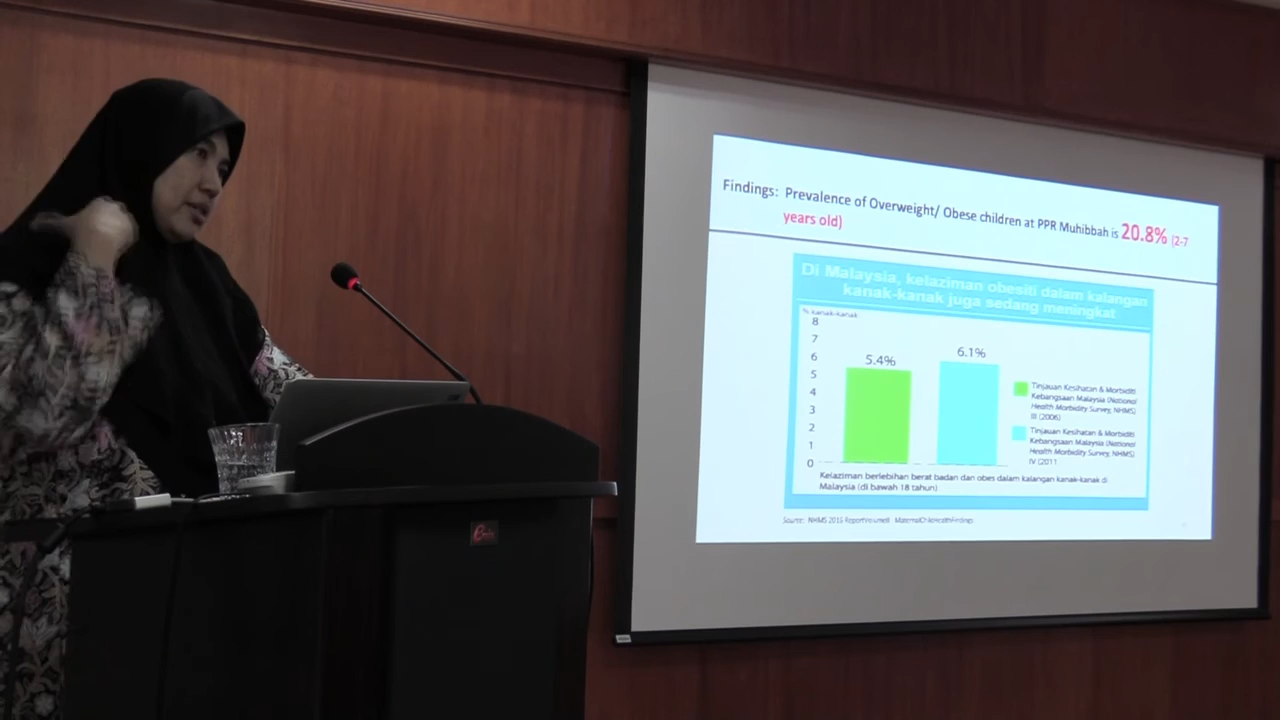 Findings: Prevalence of Overweight/ Obese children at PPR Muhibbah is 20.8% (2-7
years old)
Di Malaysia, kelaziman obesiti dalam kalangan
kanak-kanak juga sedang meningkat
% kanak-kanak
8
7
6
5
4
3
2
1
0
5.4%
6.1%
Tinjauan Kesihatan & Morbiditi
Kebangsaan Malaysia (National
Health Morbidity Survey, NHMS)
III (2006)
Tinjauan Kesihatan & Morbiditi
Kebangsaan Malaysia (National
Health Morbidity Survey, NHMS)
IV (2011
Kelaziman berlebihan berat badan dan obes dalam kalangan kanak-kanak di
Malaysia (di bawah 18 tahun)
Source: NHMS